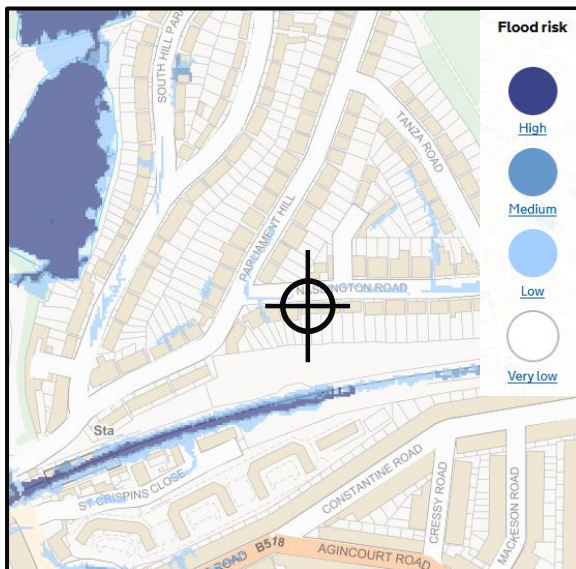 Flood risk
High
Medium
Low
Very low
SOUTH HILL PARK
TANZA ROAD
PARLIAMENT HILL
NASSINGTON ROAD
Sta
ST CRISPINS CLOSE
CONSTANTINE ROAD
CRESSY ROAD
MACKESON ROAD
ROAD B518
AGINCOURT ROAD